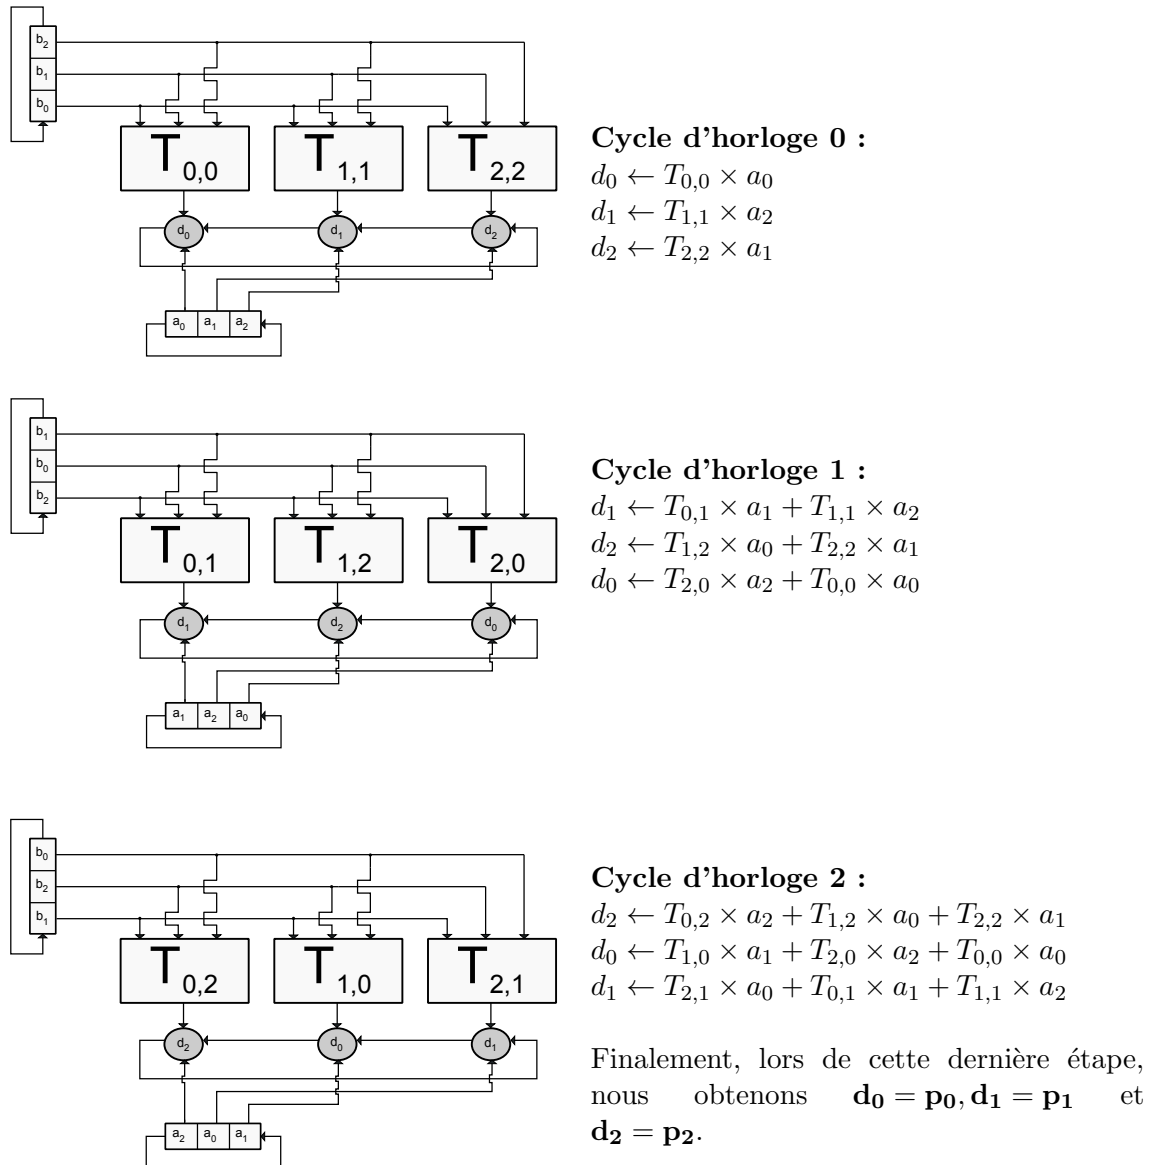 b₂
b₁
b₀
T₀,₀ T₁,₁ T₂,₂
d₀ d₁ d₂
a₀ a₁ a₂
Cycle d'horloge 0 :
d₀ ← T₀,₀ × a₀
d₁ ← T₁,₁ × a₂
d₂ ← T₂,₂ × a₁
b₁
b₀
b₂
T₀,₁ T₁,₂ T₂,₀
d₁ d₂ d₀
a₁ a₂ a₀
Cycle d'horloge 1 :
d₁ ← T₀,₁ × a₁ + T₁,₁ × a₂
d₂ ← T₁,₂ × a₀ + T₂,₂ × a₁
d₀ ← T₂,₀ × a₂ + T₀,₀ × a₀
b₀
b₂
b₁
T₀,₂ T₁,₀ T₂,₁
d₂ d₀ d₁
a₂ a₀ a₁
Cycle d'horloge 2 :
d₂ ← T₀,₂ × a₂ + T₁,₂ × a₀ + T₂,₂ × a₁
d₀ ← T₁,₀ × a₁ + T₂,₀ × a₂ + T₀,₀ × a₀
d₁ ← T₂,₁ × a₀ + T₀,₁ × a₁ + T₁,₁ × a₂
Finalement, lors de cette dernière étape,
nous obtenons d₀ = p₀, d₁ = p₁ et
d₂ = p₂.